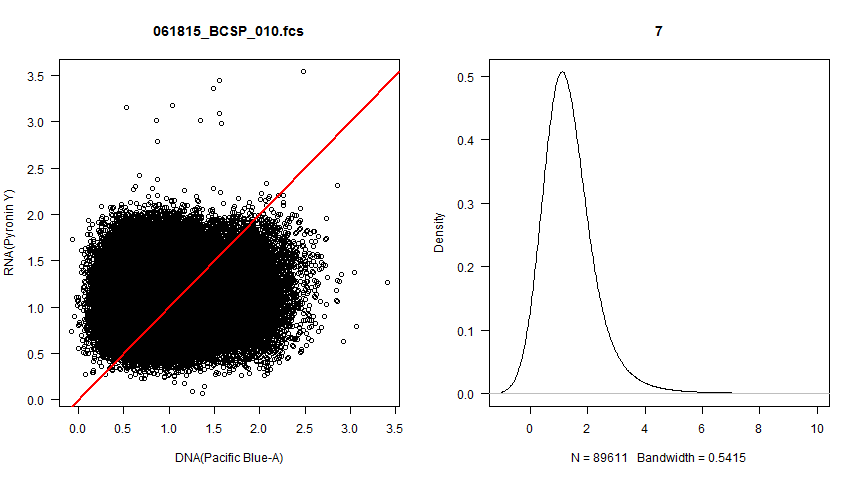 061815_BCSP_010.fcs
RNA(Pyronin Y)
3.5
3.0
2.5
2.0
1.5
1.0
0.5
0.0
0.0 0.5 1.0 1.5 2.0 2.5 3.0 3.5
DNA(Pacific Blue-A)
7
Density
0.5
0.4
0.3
0.2
0.1
0.0
0 2 4 6 8 10
N = 89611 Bandwidth = 0.5415